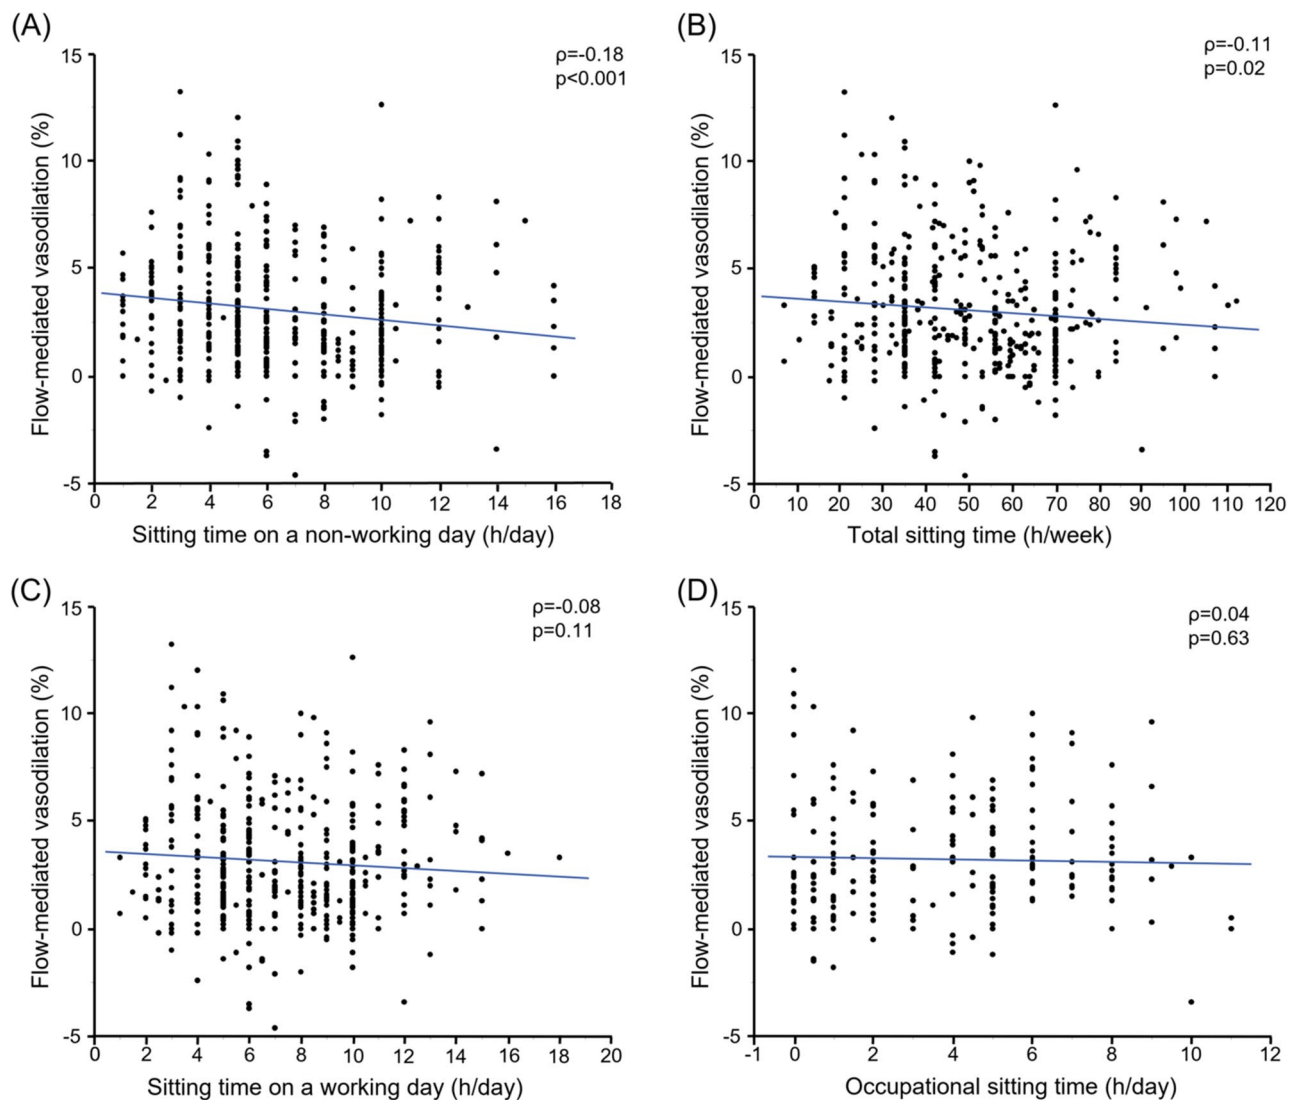 (A)
ρ=-0.18
p<0.001
15
10
5
0
-5
Flow-mediated vasodilation (%)
0 2 4 6 8 10 12 14 16 18
Sitting time on a non-working day (h/day)
(B)
ρ=-0.11
p=0.02
15
10
5
0
-5
Flow-mediated vasodilation (%)
0 10 20 30 40 50 60 70 80 90 100 110 120
Total sitting time (h/week)
(C)
ρ=-0.08
p=0.11
15
10
5
0
-5
Flow-mediated vasodilation (%)
0 2 4 6 8 10 12 14 16 18 20
Sitting time on a working day (h/day)
(D)
ρ=0.04
p=0.63
15
10
5
0
-5
Flow-mediated vasodilation (%)
-1 0 2 4 6 8 10 12
Occupational sitting time (h/day)